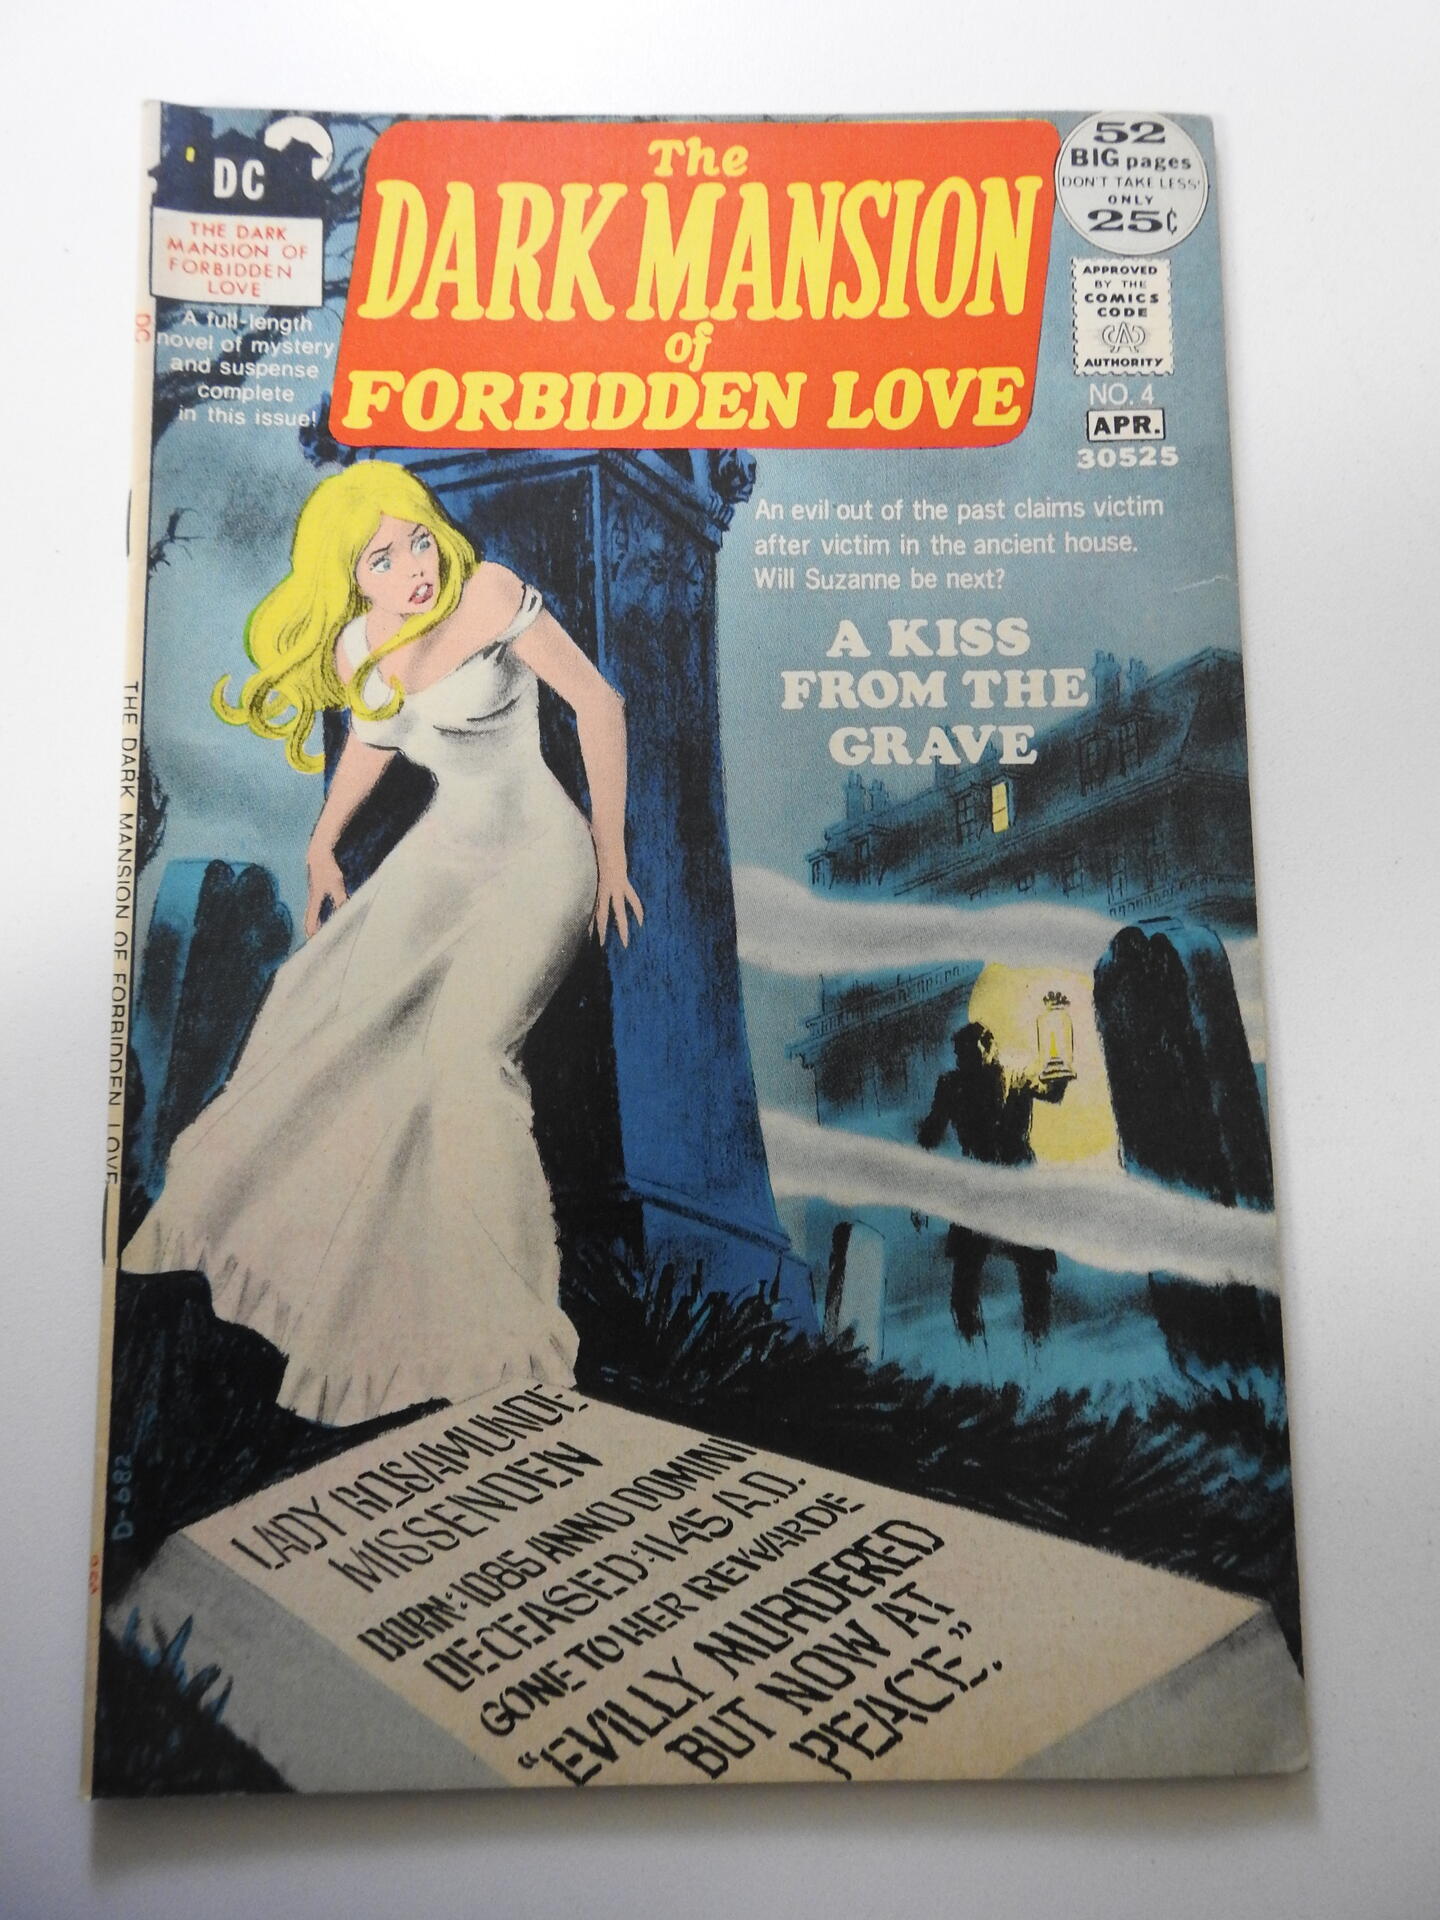 DC
THE DARK
MANSION OF
FORBIDDEN
LOVE
A full-length
novel of mystery
and suspense
complete
in this issue!
The
DARK MANSION
of
FORBIDDEN LOVE
52
BIG pages
DON'T TAKE LESS!
ONLY
25¢
APPROVED
BY THE
COMICS
CODE
CA
AUTHORITY
NO. 4
APR.
30525
An evil out of the past claims victim
after victim in the ancient house.
Will Suzanne be next?
A KISS
FROM THE
GRAVE
DC
THE DARK MANSION OF FORBIDDEN LOVE
D-682
LADY ROSAMUNDE
MISSENDEN
BORN:1085 ANNO DOMINI
DECEASED:1145 A.D.
GONE TO HER REWARDE
"EVILLY MURDERED
BUT NOW AT
PEACE".